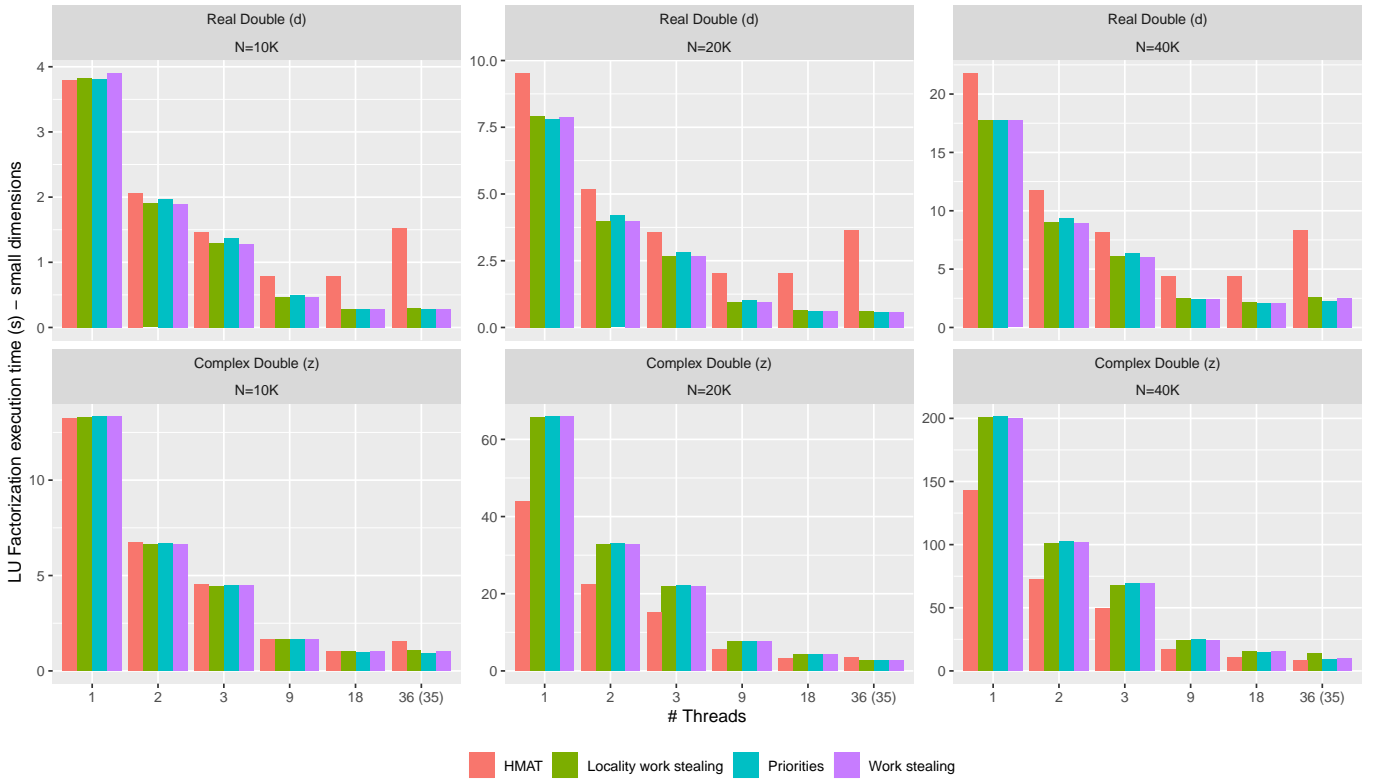 Real Double (d)
N=10K
Real Double (d)
N=20K
Real Double (d)
N=40K
4
3
2
1
0
10.0
7.5
5.0
2.5
0.0
20
15
10
5
0
Complex Double (z)
N=10K
Complex Double (z)
N=20K
Complex Double (z)
N=40K
10
5
0
60
40
20
0
200
150
100
50
0
1 2 3 9 18 36 (35)
1 2 3 9 18 36 (35)
1 2 3 9 18 36 (35)
LU Factorization execution time (s) − small dimensions
# Threads
HMAT Locality work stealing Priorities Work stealing